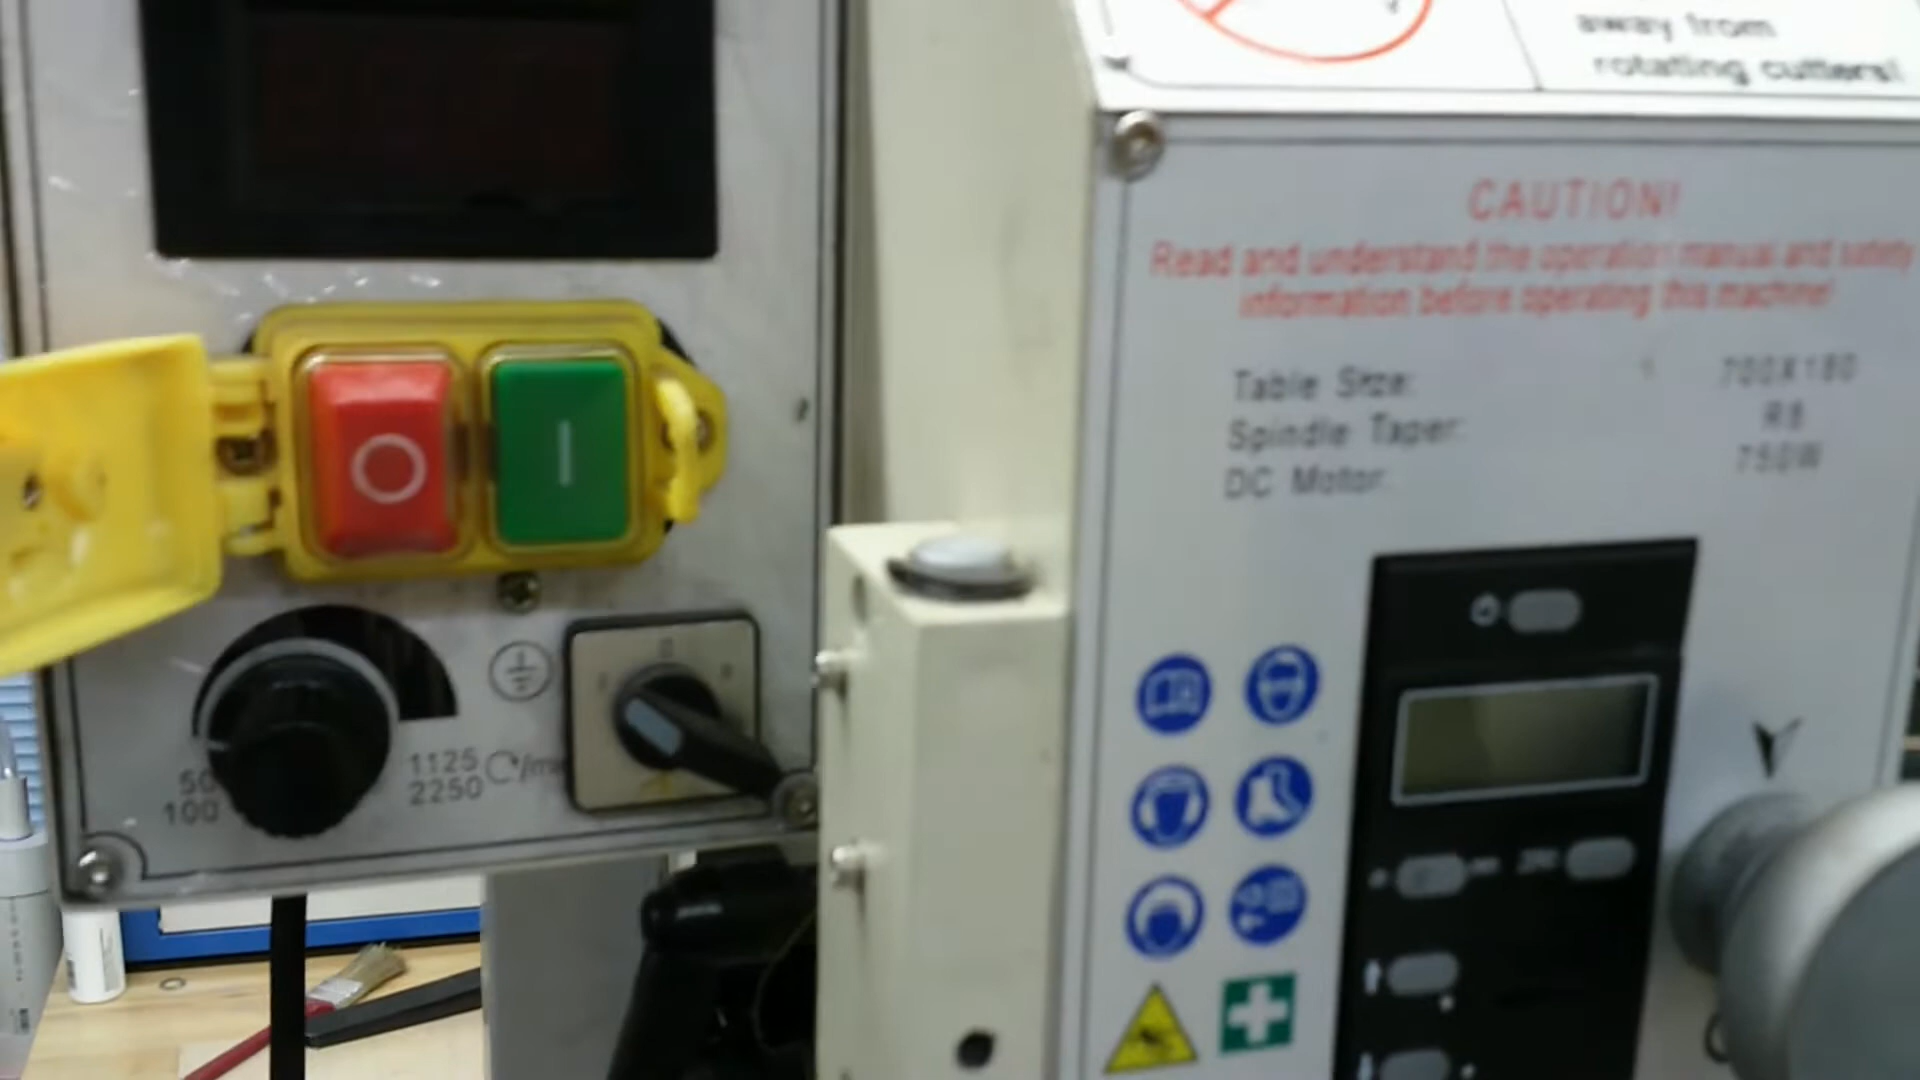 away from
rotating cutters!
CAUTION!
Read and understand the operation manual and safety
information before operating this machine!
Table Size: 700X180
Spindle Taper: R8
DC Motor: 750W
50
100
1125
2250